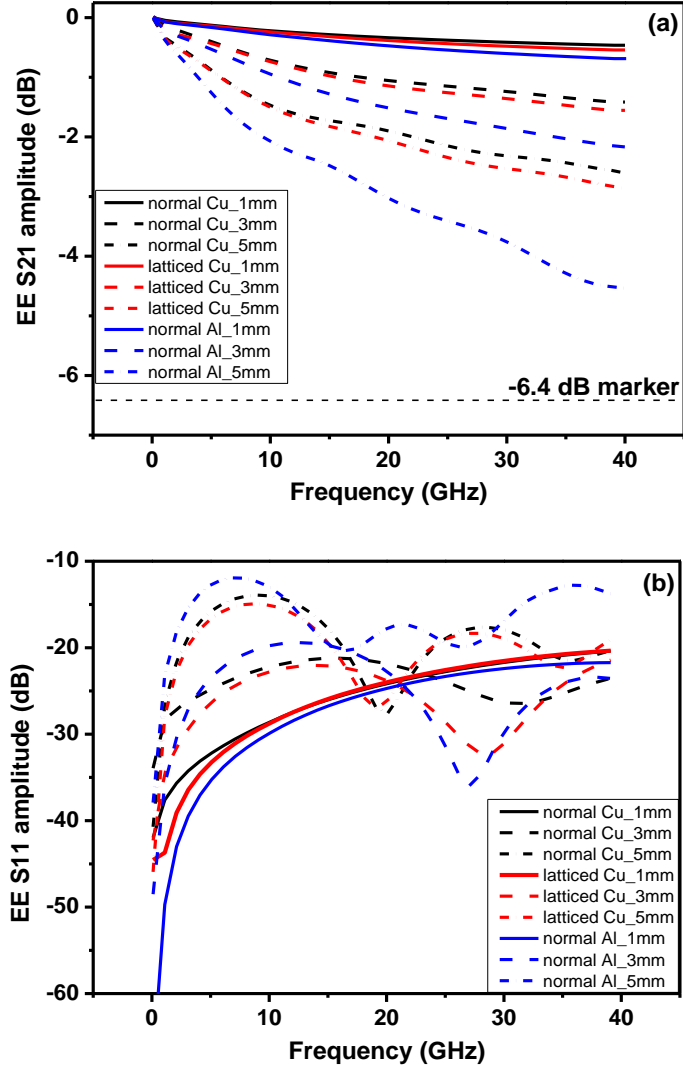 (a)
0
-2
-4
-6
EE S21 amplitude (dB)
normal Cu_1mm
normal Cu_3mm
normal Cu_5mm
latticed Cu_1mm
latticed Cu_3mm
latticed Cu_5mm
normal Al_1mm
normal Al_3mm
normal Al_5mm
-6.4 dB marker
0 10 20 30 40
Frequency (GHz)
(b)
-10
-20
-30
-40
-50
-60
EE S11 amplitude (dB)
normal Cu_1mm
normal Cu_3mm
normal Cu_5mm
latticed Cu_1mm
latticed Cu_3mm
latticed Cu_5mm
normal Al_1mm
normal Al_3mm
normal Al_5mm
0 10 20 30 40
Frequency (GHz)